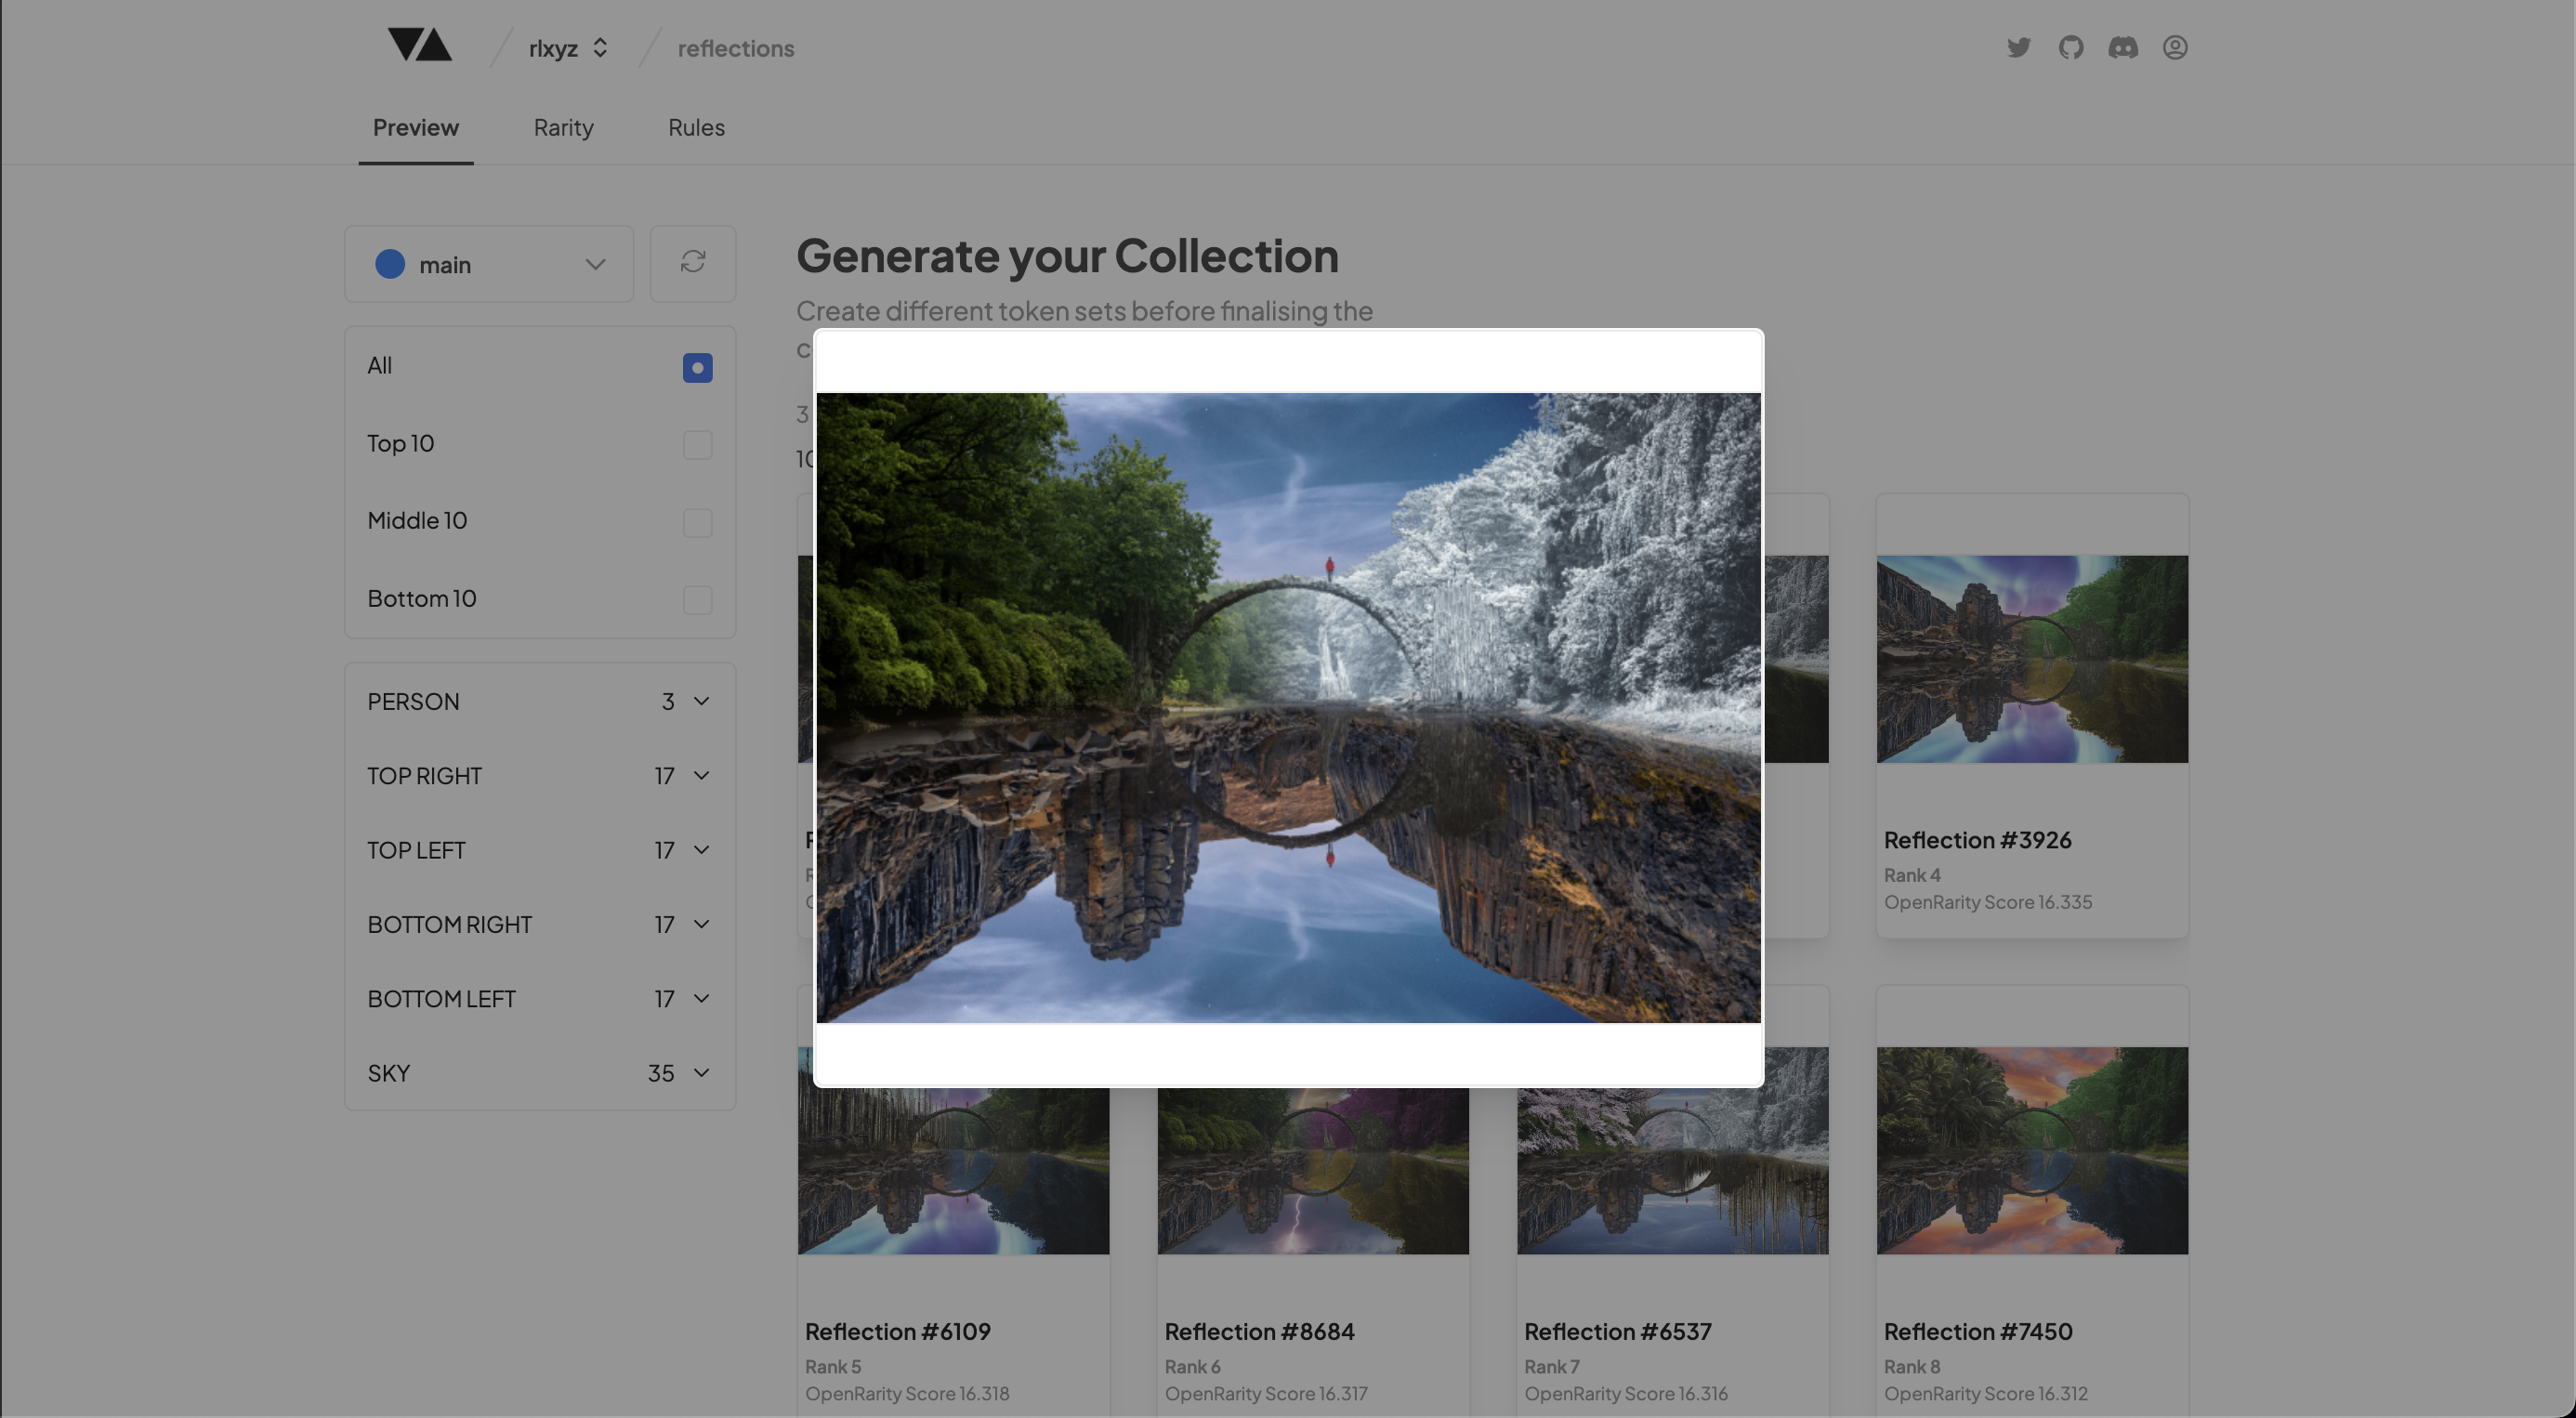 rlxyz
reflections
Preview
Rarity
Rules
main
Generate your Collection
Create different token sets before finalising the
All
3
Top 10
10
Middle 10
Bottom 10
PERSON 3
TOP RIGHT 17
TOP LEFT 17
BOTTOM RIGHT 17
BOTTOM LEFT 17
SKY 35
Reflection #3926
Rank 4
OpenRarity Score 16.335
Reflection #6109
Rank 5
OpenRarity Score 16.318
Reflection #8684
Rank 6
OpenRarity Score 16.317
Reflection #6537
Rank 7
OpenRarity Score 16.316
Reflection #7450
Rank 8
OpenRarity Score 16.312